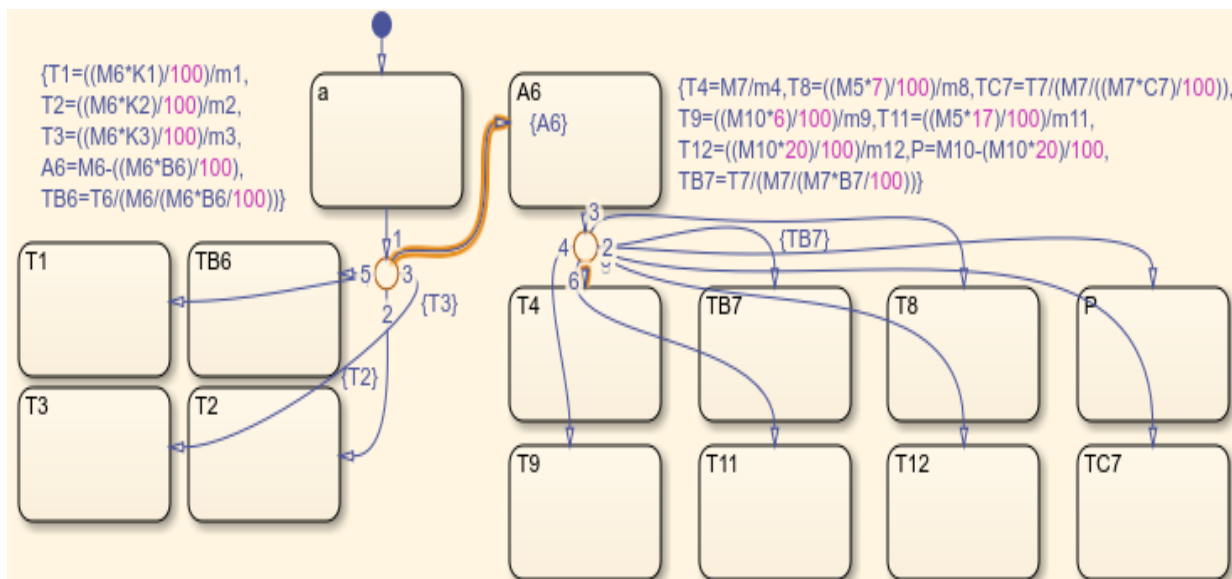 {T1=((M6*K1)/100)/m1,
T2=((M6*K2)/100)/m2,
T3=((M6*K3)/100)/m3,
A6=M6-((M6*B6)/100),
TB6=T6/(M6/(M6*B6/100))}
a
A6
{A6}
{T4=M7/m4,T8=((M5*7)/100)/m8,TC7=T7/(M7/((M7*C7)/100)),
T9=((M10*6)/100)/m9,T11=((M5*17)/100)/m11,
T12=((M10*20)/100)/m12,P=M10-(M10*20)/100,
TB7=T7/(M7/(M7*B7/100))}
1
5
3
2
{T3}
{T2}
3
4
2
6
{TB7}
T1
TB6
T3
T2
T4
TB7
T8
P
T9
T11
T12
TC7